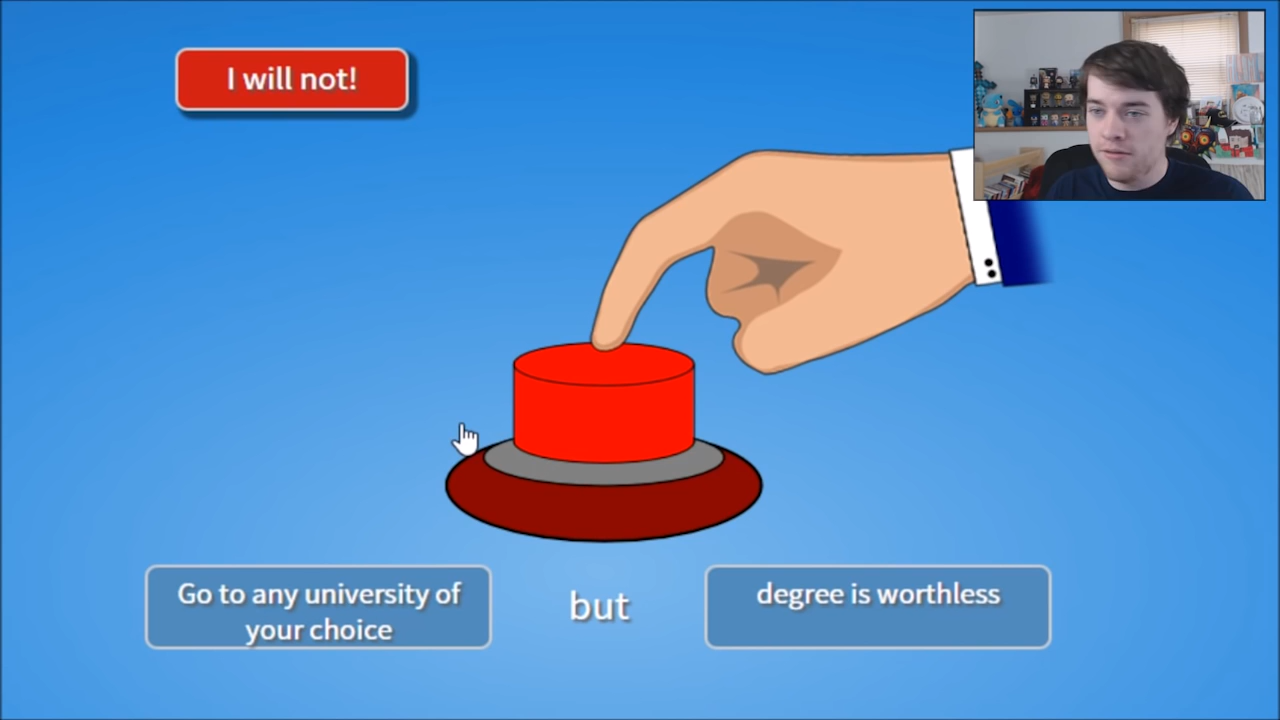 I will not!
Go to any university of
your choice
but
degree is worthless